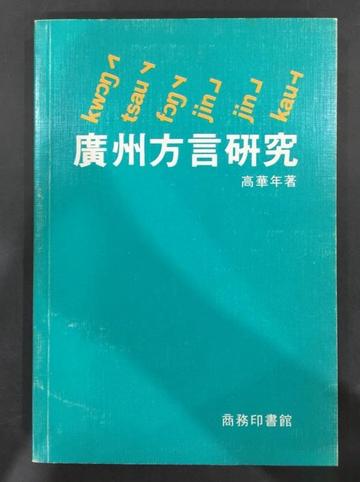 kwɔŋ˧˥ tsau˥˧ fɔŋ˥˧ jin˩ jin˩ kau˧
廣州方言研究
高華年著
商務印書館